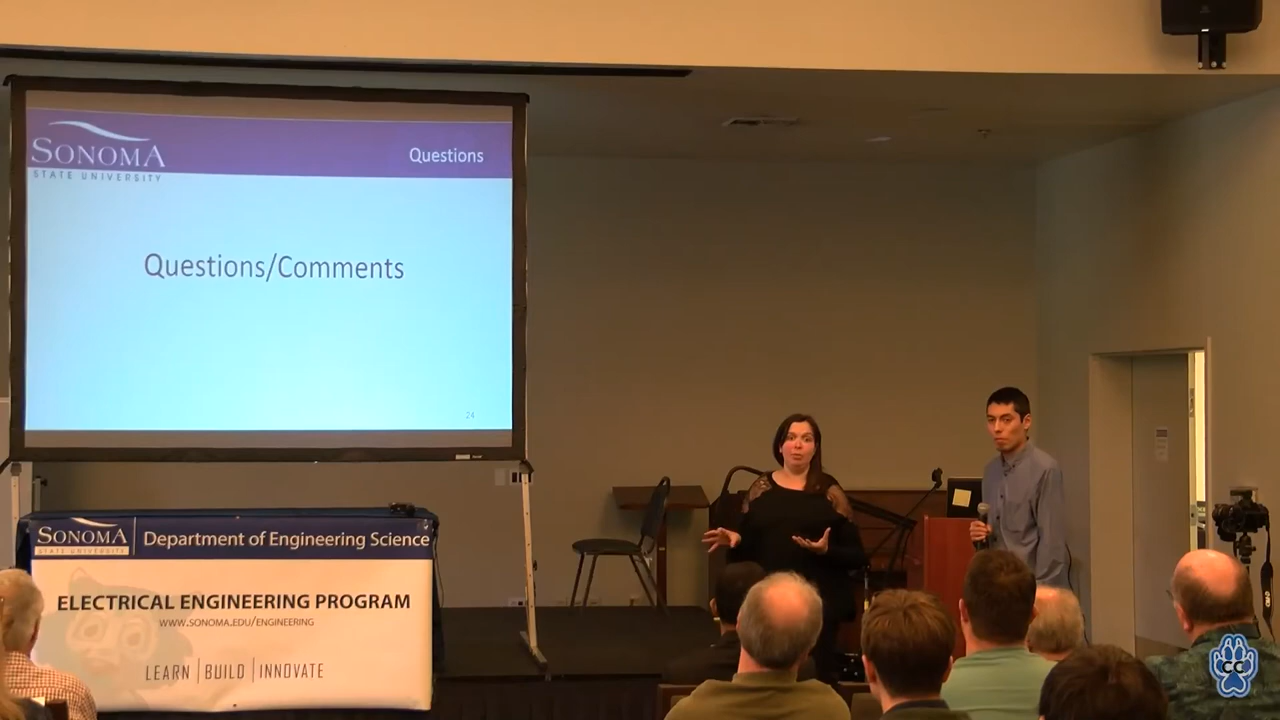 SONOMA
STATE UNIVERSITY
Questions
Questions/Comments
24
SONOMA
STATE UNIVERSITY
Department of Engineering Science
ELECTRICAL ENGINEERING PROGRAM
WWW.SONOMA.EDU/ENGINEERING
LEARN | BUILD | INNOVATE
CC